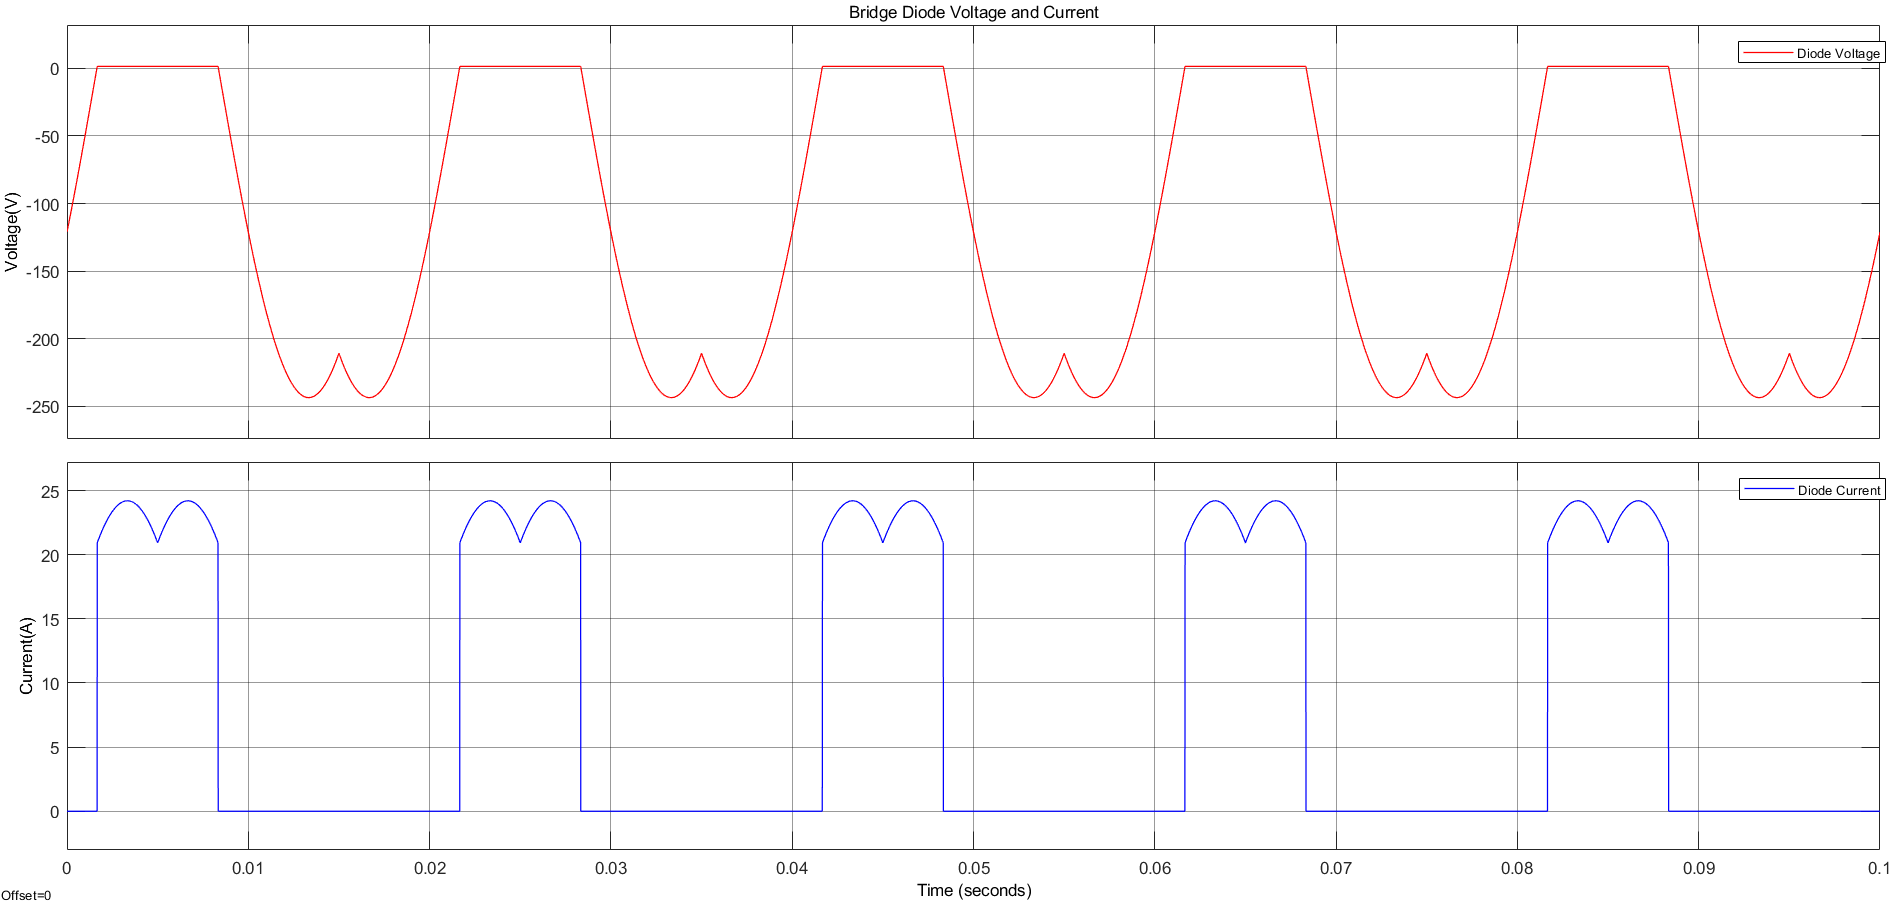 Bridge Diode Voltage and Current
Diode Voltage
0
-50
-100
-150
-200
-250
Voltage(V)
Diode Current
25
20
15
10
5
0
Current(A)
0 0.01 0.02 0.03 0.04 0.05 0.06 0.07 0.08 0.09 0.1
Time (seconds)
Offset=0